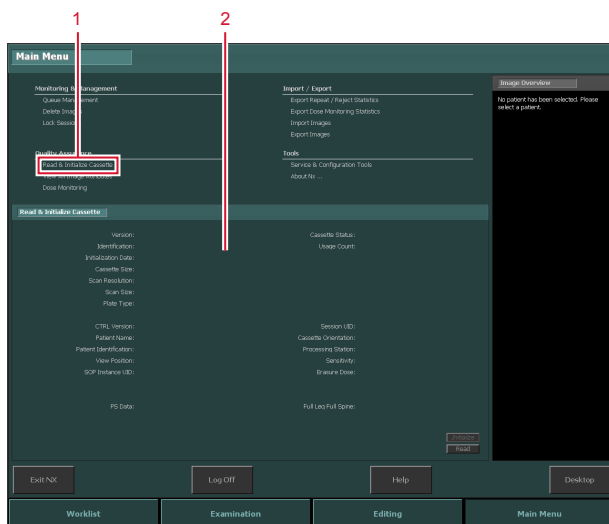 1 2
Main Menu
Monitoring & Management
Queue Management
Delete Images
Lock Session
Quality Assurance
Read & Initialize Cassette
View All Image Attributes
Dose Monitoring
Import / Export
Export Repeat / Reject Statistics
Export Dose Monitoring Statistics
Import Images
Export Images
Tools
Service & Configuration Tools
About Nx ...
Image Overview
No patient has been selected. Please
select a patient.
Read & Initialize Cassette
Version:
Identification:
Initialization Date:
Cassette Size:
Scan Resolution:
Scan Size:
Plate Type:
Cassette Status:
Usage Count:
CTRL Version:
Patient Name:
Patient Identification:
View Position:
SOP Instance UID:
Session UID:
Cassette Orientation:
Processing Station:
Sensitivity:
Erasure Dose:
PS Data:
Full Leg Full Spine:
Initialize
Read
Exit NX
Log Off
Help
Desktop
Worklist
Examination
Editing
Main Menu